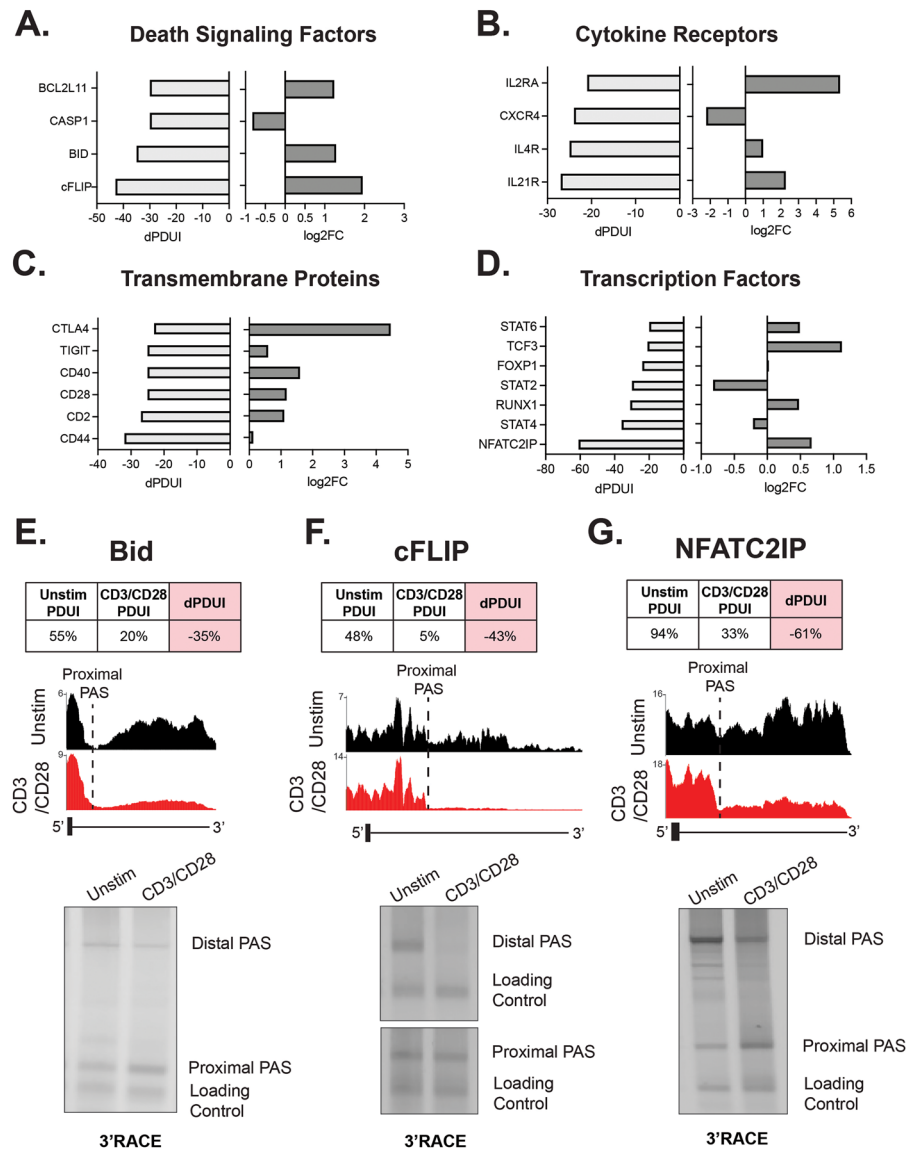 A.
Death Signaling Factors
BCL2L11
CASP1
BID
cFLIP
-50 -40 -30 -20 -10 0
dPDUI
-1 -0.5 0 0.5 1 2 3
log2FC
B.
Cytokine Receptors
IL2RA
CXCR4
IL4R
IL21R
-30 -20 -10 0
dPDUI
-3 -2 -1 0 1 2 3 4 5 6
log2FC
C.
Transmembrane Proteins
CTLA4
TIGIT
CD40
CD28
CD2
CD44
-40 -30 -20 -10 0
dPDUI
0 1 2 3 4 5
log2FC
D.
Transcription Factors
STAT6
TCF3
FOXP1
STAT2
RUNX1
STAT4
NFATC2IP
-80 -60 -40 -20 0
dPDUI
-1.0 -0.5 0.0 0.5 1.0 1.5
log2FC
E.
Bid
Unstim PDUI CD3/CD28 PDUI dPDUI
55% 20% -35%
Proximal
PAS
6
Unstim
9
CD3
/CD28
5' 3'
Unstim CD3/CD28
Distal PAS
Proximal PAS
Loading
Control
3'RACE
F.
cFLIP
Unstim PDUI CD3/CD28 PDUI dPDUI
48% 5% -43%
Proximal
PAS
7
Unstim
14
CD3
/CD28
5' 3'
Unstim CD3/CD28
Distal PAS
Loading
Control
Proximal PAS
Loading
Control
3'RACE
G.
NFATC2IP
Unstim PDUI CD3/CD28 PDUI dPDUI
94% 33% -61%
Proximal
PAS
16
Unstim
18
CD3
/CD28
5' 3'
Unstim CD3/CD28
Distal PAS
Proximal PAS
Loading
Control
3'RACE